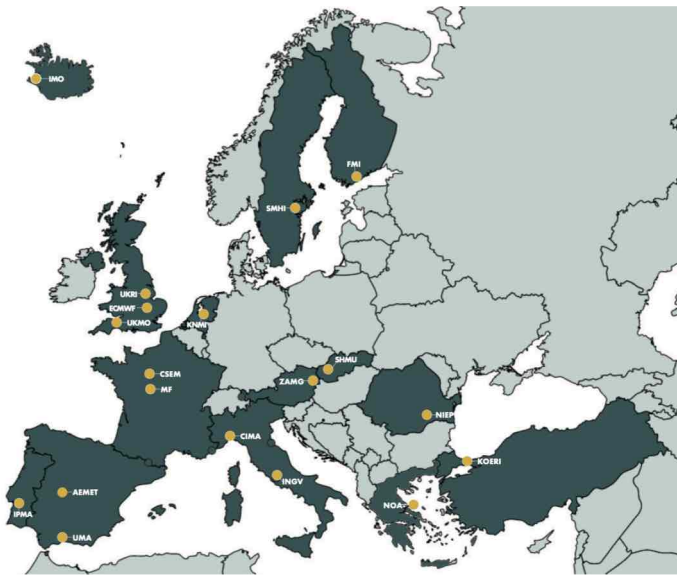 IMO
FMI
SMHI
UKRI
ECMWF
UKMO
KNMI
CSEM
MF
SHMU
ZAMG
NIEP
CIMA
KOERI
INGV
AEMET
IPMA
NOA
UMA